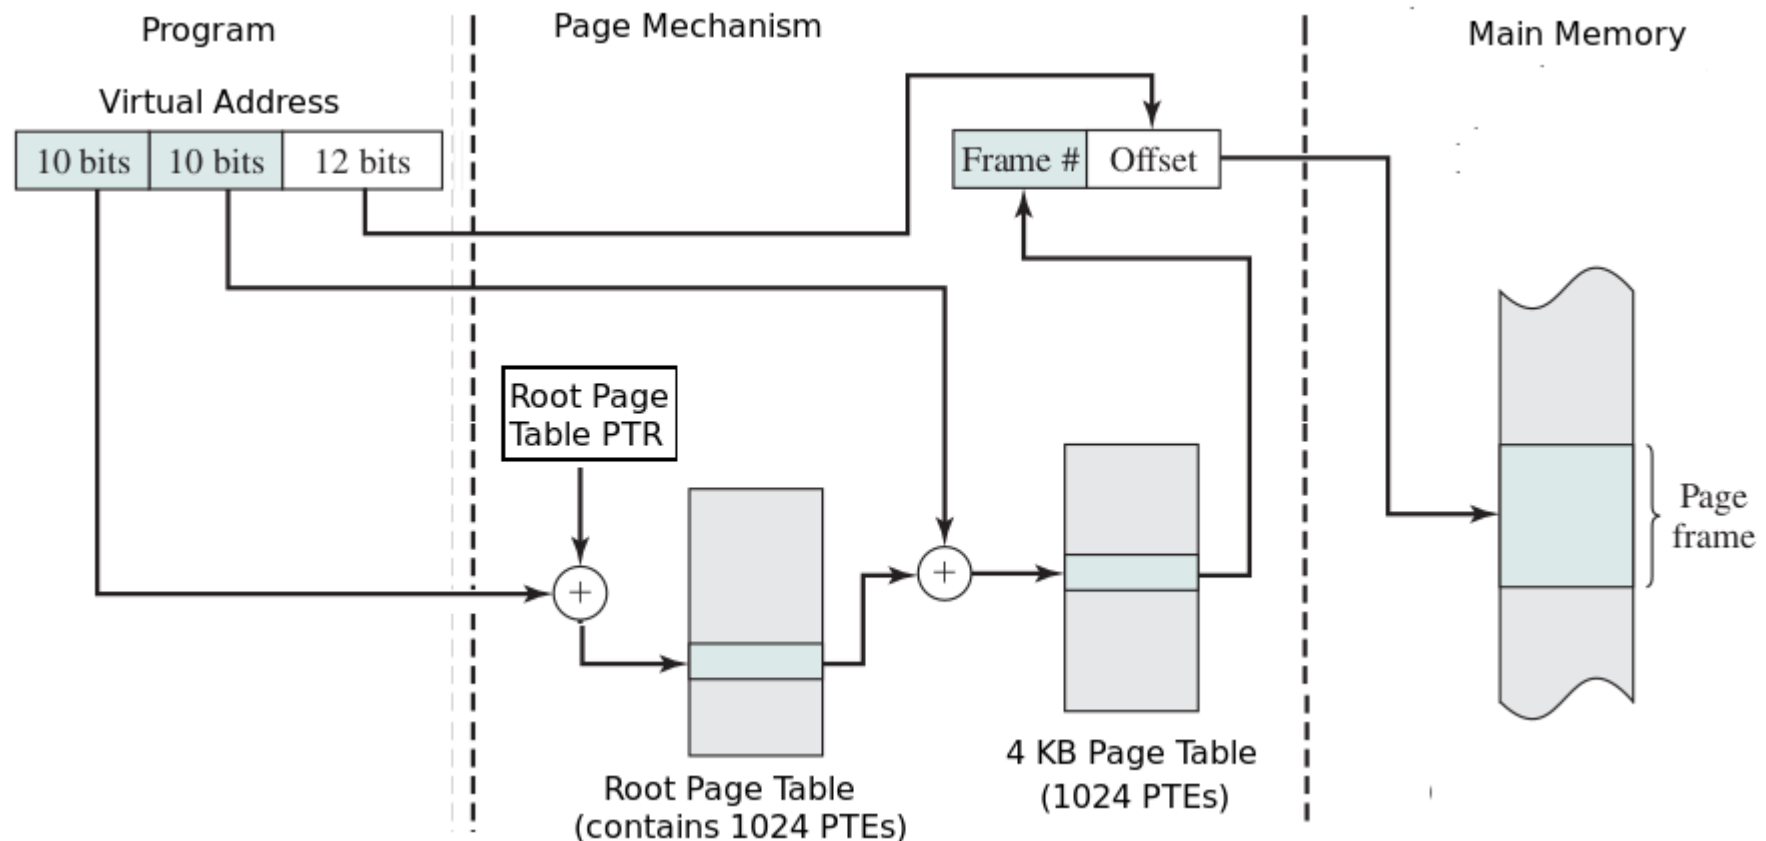 Program
Page Mechanism
Main Memory
Virtual Address
10 bits
10 bits
12 bits
Frame #
Offset
Root Page
Table PTR
+
+
Page
frame
Root Page Table
(contains 1024 PTEs)
4 KB Page Table
(1024 PTEs)